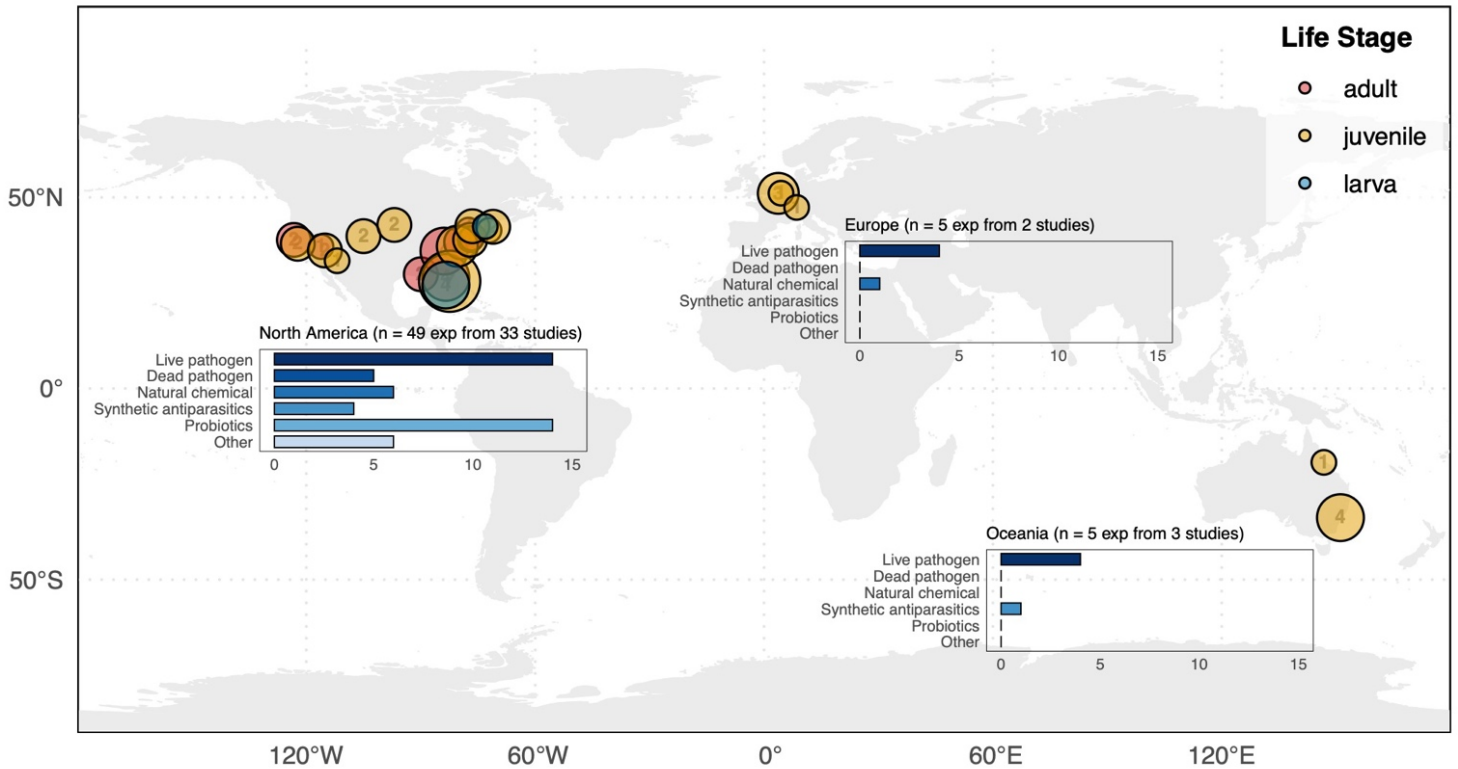 Life Stage
adult
juvenile
larva
50°N
0°
50°S
120°W
60°W
0°
60°E
120°E
2
2
2
3
1
4
North America (n = 49 exp from 33 studies)
Live pathogen
Dead pathogen
Natural chemical
Synthetic antiparasitics
Probiotics
Other
0 5 10 15
Europe (n = 5 exp from 2 studies)
Live pathogen
Dead pathogen
Natural chemical
Synthetic antiparasitics
Probiotics
Other
0 5 10 15
Oceania (n = 5 exp from 3 studies)
Live pathogen
Dead pathogen
Natural chemical
Synthetic antiparasitics
Probiotics
Other
0 5 10 15